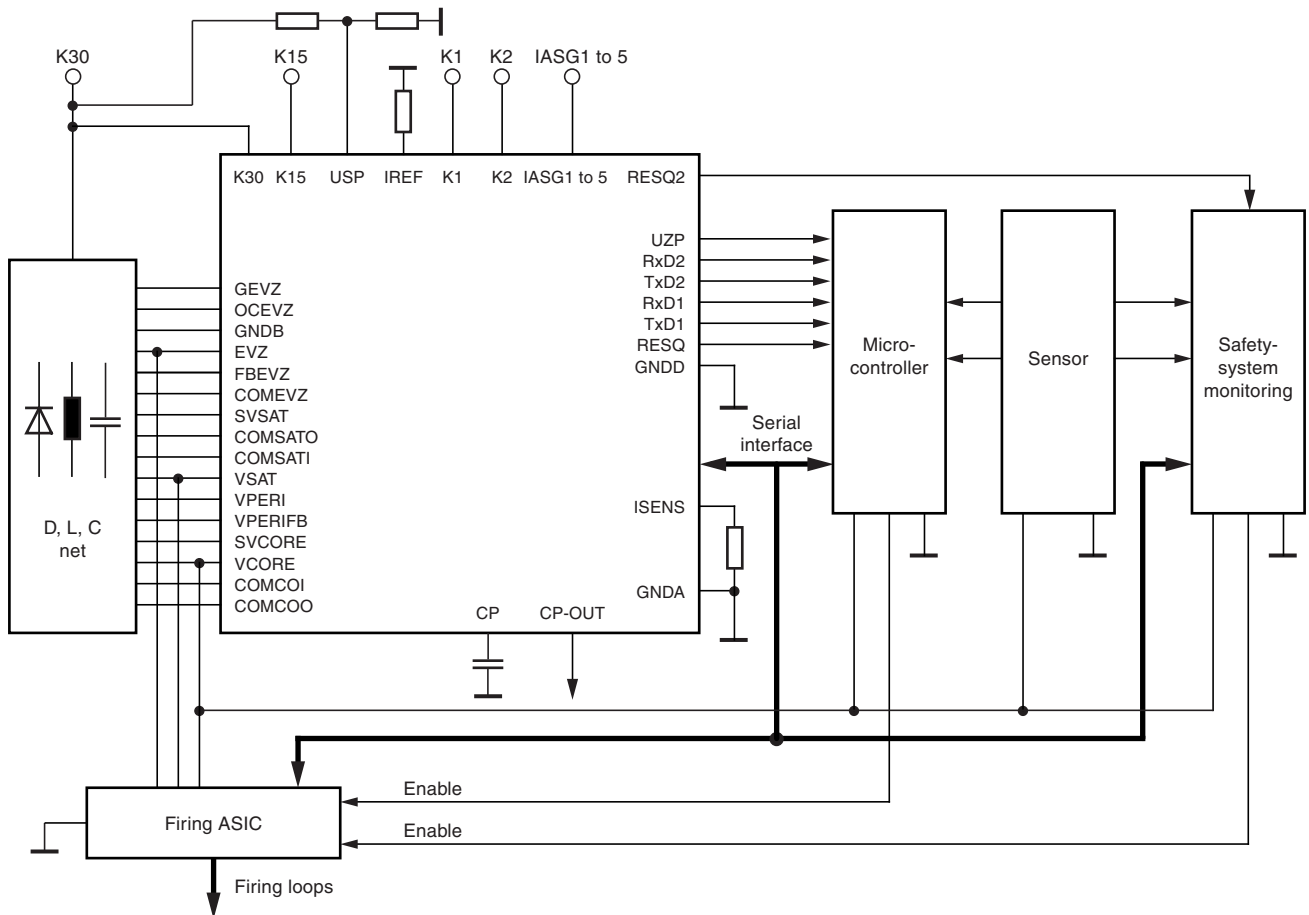 K30
K15
K1
K2
IASG1 to 5
K30 K15 USP IREF K1 K2 IASG1 to 5 RESQ2
UZP
RxD2
TxD2
RxD1
TxD1
RESQ
GNDD
GEVZ
OCEVZ
GNDB
EVZ
FBEVZ
COMEVZ
SVSAT
COMSATO
COMSATI
VSAT
VPERI
VPERIFB
SVCORE
VCORE
COMCOI
COMCOO
D, L, C
net
Serial
interface
ISENS
GNDA
CP
CP-OUT
Micro-
controller
Sensor
Safety-
system
monitoring
Enable
Enable
Firing ASIC
Firing loops